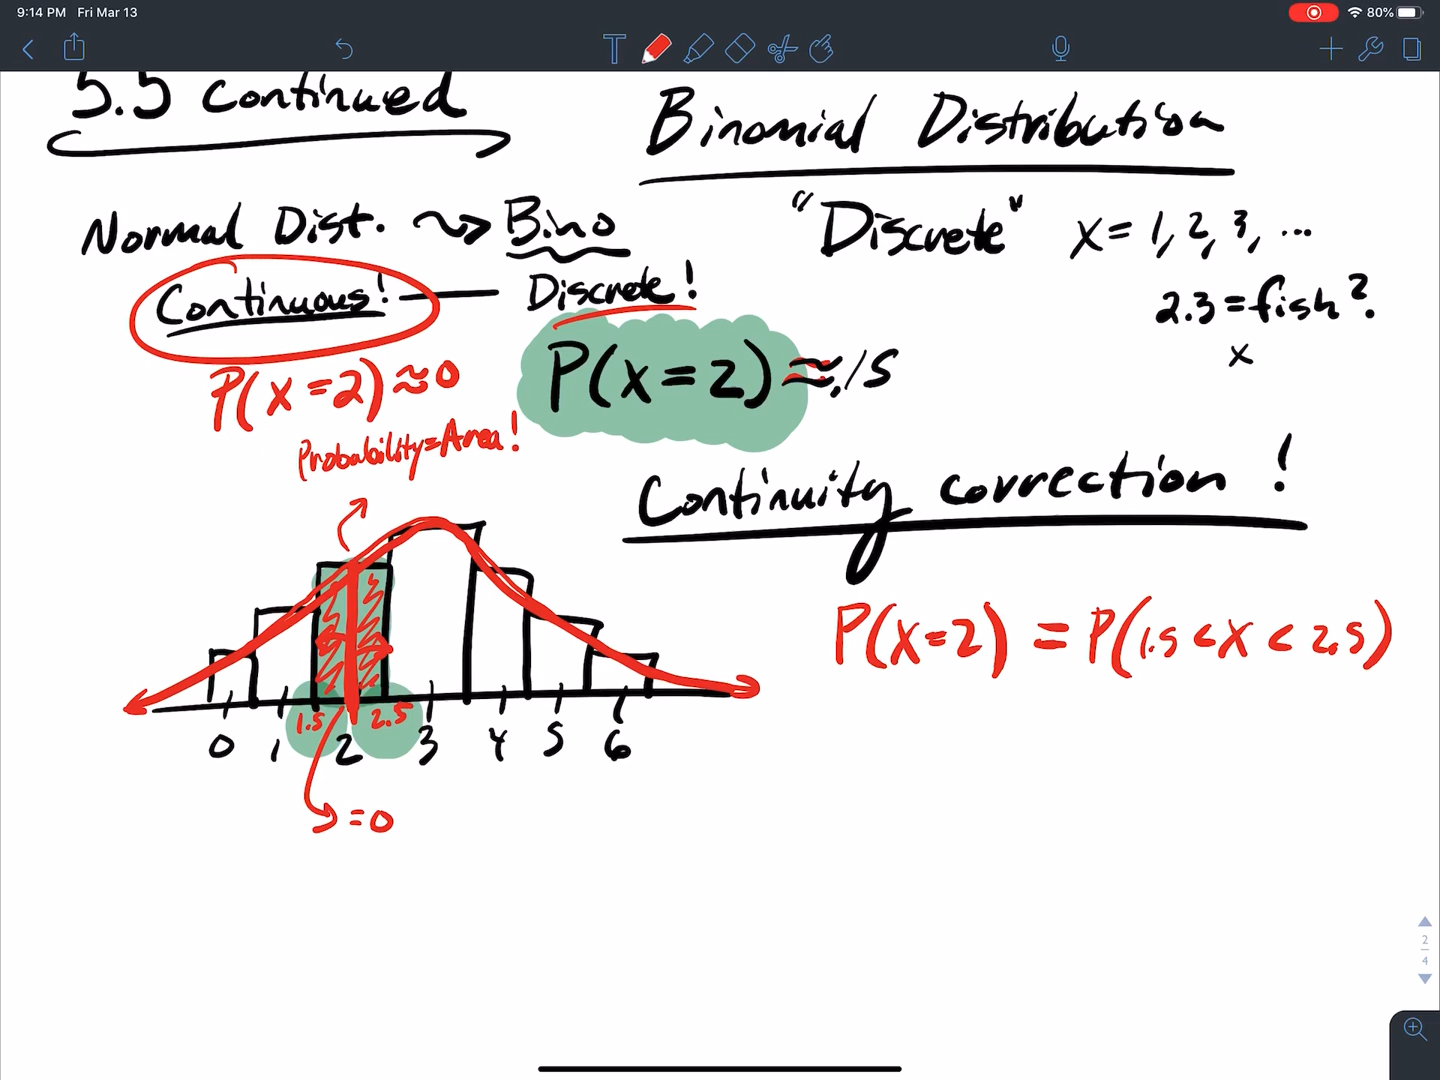 9:14 PM Fri Mar 13
80%
T
5.5 Continued
Binomial Distribution
Normal Dist. ~> Bino
"Discrete" x = 1, 2, 3, ...
Continuous! — Discrete!
2.3 = fish?
x
P(x=2) ≈ 0
P(x=2) ≈ .15
Probability = Area!
Continuity correction!
P(x=2) = P(1.5 < x < 2.5)
1.5 2.5
0 1 2 3 4 5 6
= 0
2
4